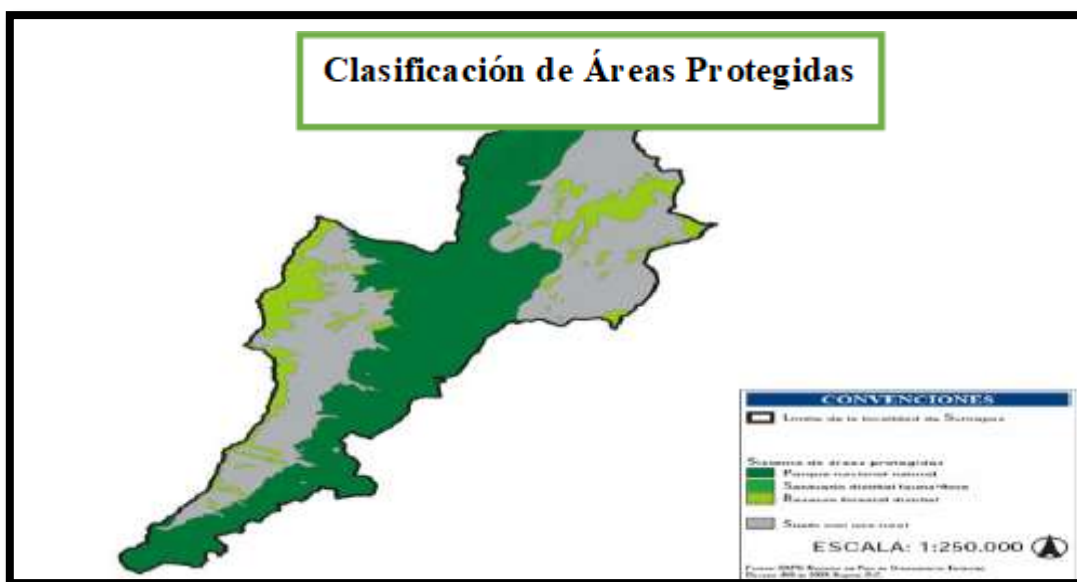 Clasificación de Áreas Protegidas
CONVENCIONES
Límite de la localidad de Sumapaz
Sistema de áreas protegidas
Parque nacional natural
Santuario distrital fauna-flora
Reserva forestal distrital
Suelo con uso rural
ESCALA: 1:250.000